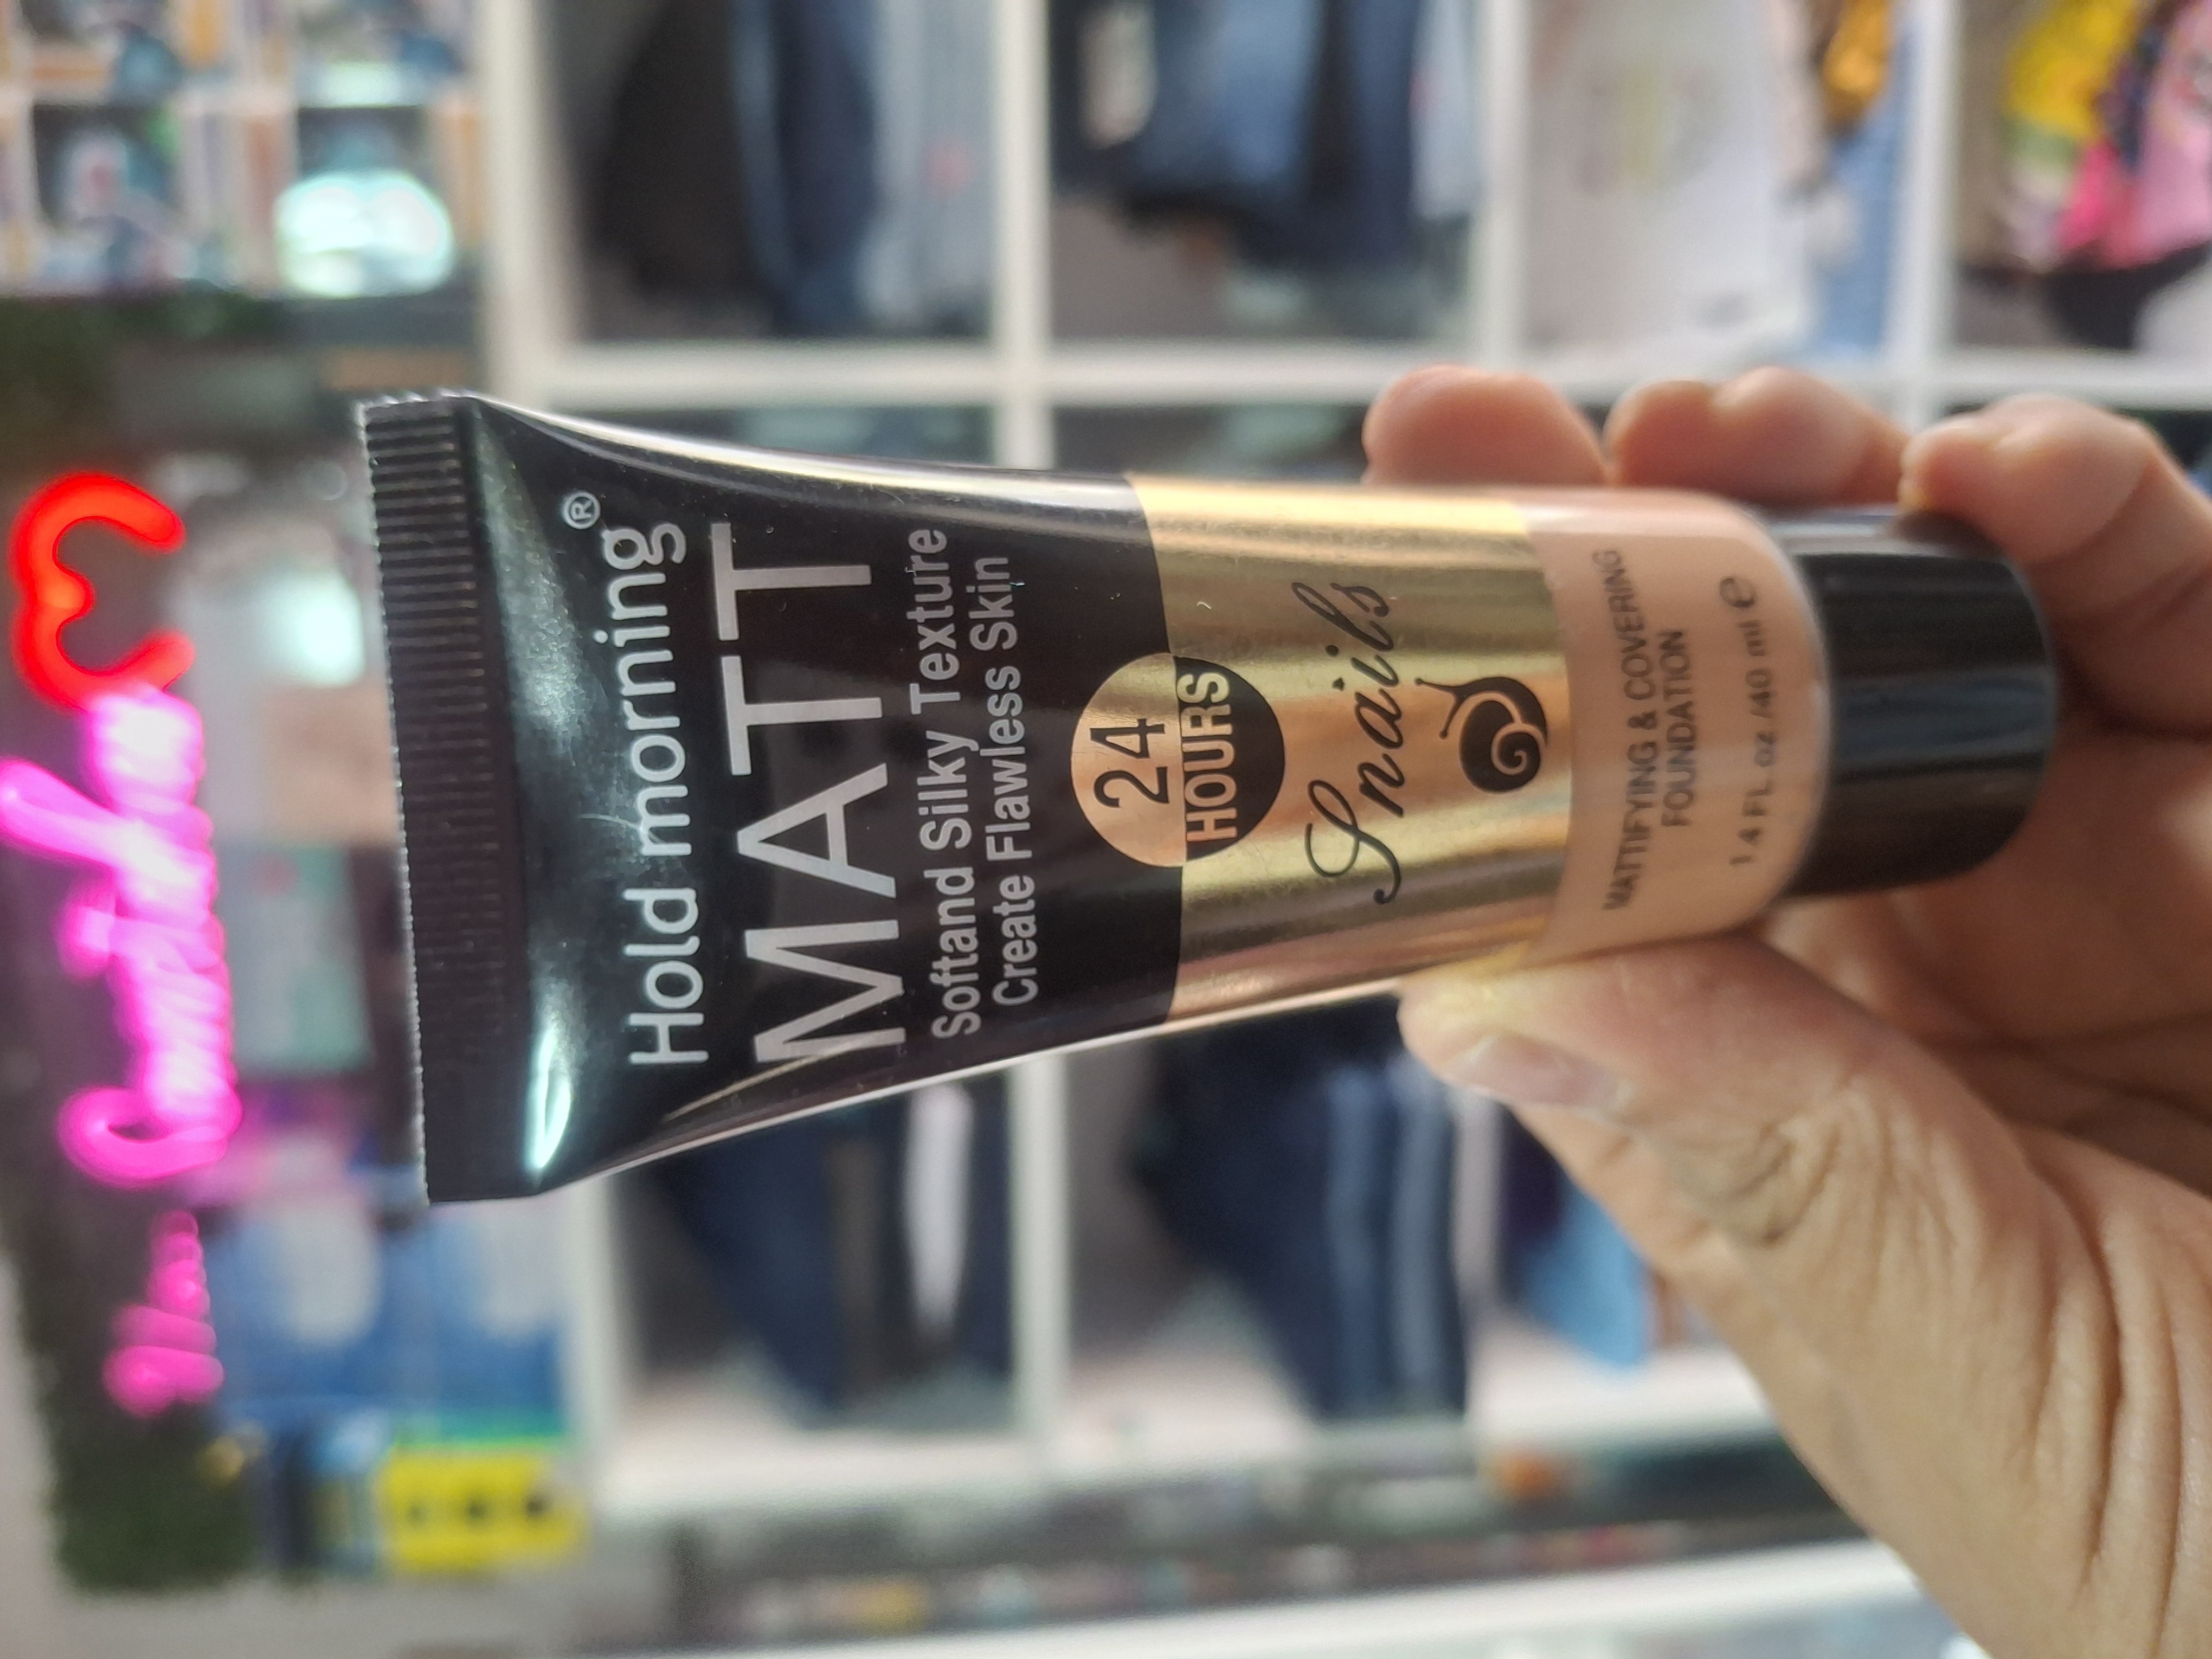 Hold morning®
MATT
Softand Silky Texture
Create Flawless Skin
24
HOURS
Snails
MATTIFYING & COVERING
FOUNDATION
1.4 FL.oz./40 ml e